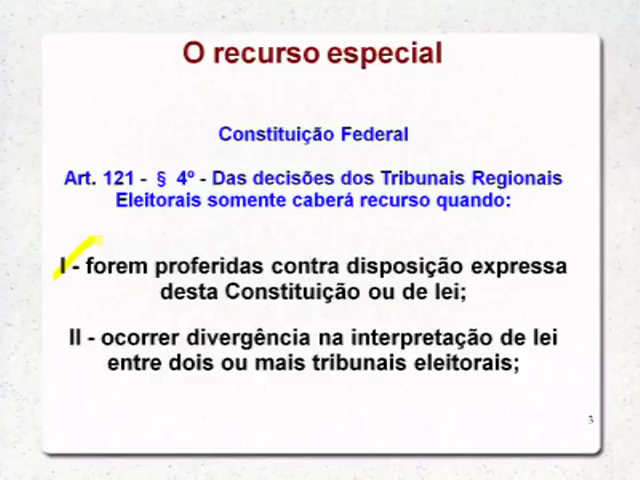 O recurso especial
Constituição Federal
Art. 121 - § 4º - Das decisões dos Tribunais Regionais
Eleitorais somente caberá recurso quando:
I - forem proferidas contra disposição expressa
desta Constituição ou de lei;
II - ocorrer divergência na interpretação de lei
entre dois ou mais tribunais eleitorais;
3